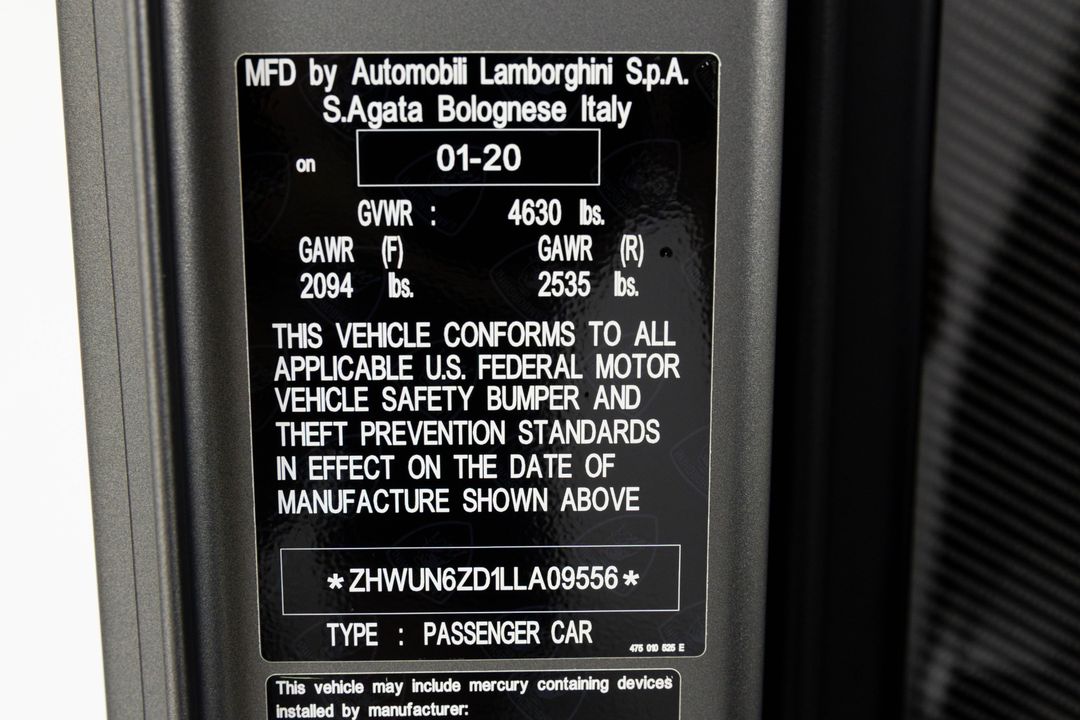 MFD by Automobili Lamborghini S.p.A.
S.Agata Bolognese Italy
on 01-20
GVWR : 4630 lbs.
GAWR (F) GAWR (R)
2094 lbs. 2535 lbs.
THIS VEHICLE CONFORMS TO ALL
APPLICABLE U.S. FEDERAL MOTOR
VEHICLE SAFETY BUMPER AND
THEFT PREVENTION STANDARDS
IN EFFECT ON THE DATE OF
MANUFACTURE SHOWN ABOVE
*ZHWUN6ZD1LLA09556*
TYPE : PASSENGER CAR
475 010 525 E
This vehicle may include mercury containing devices
installed by manufacturer: